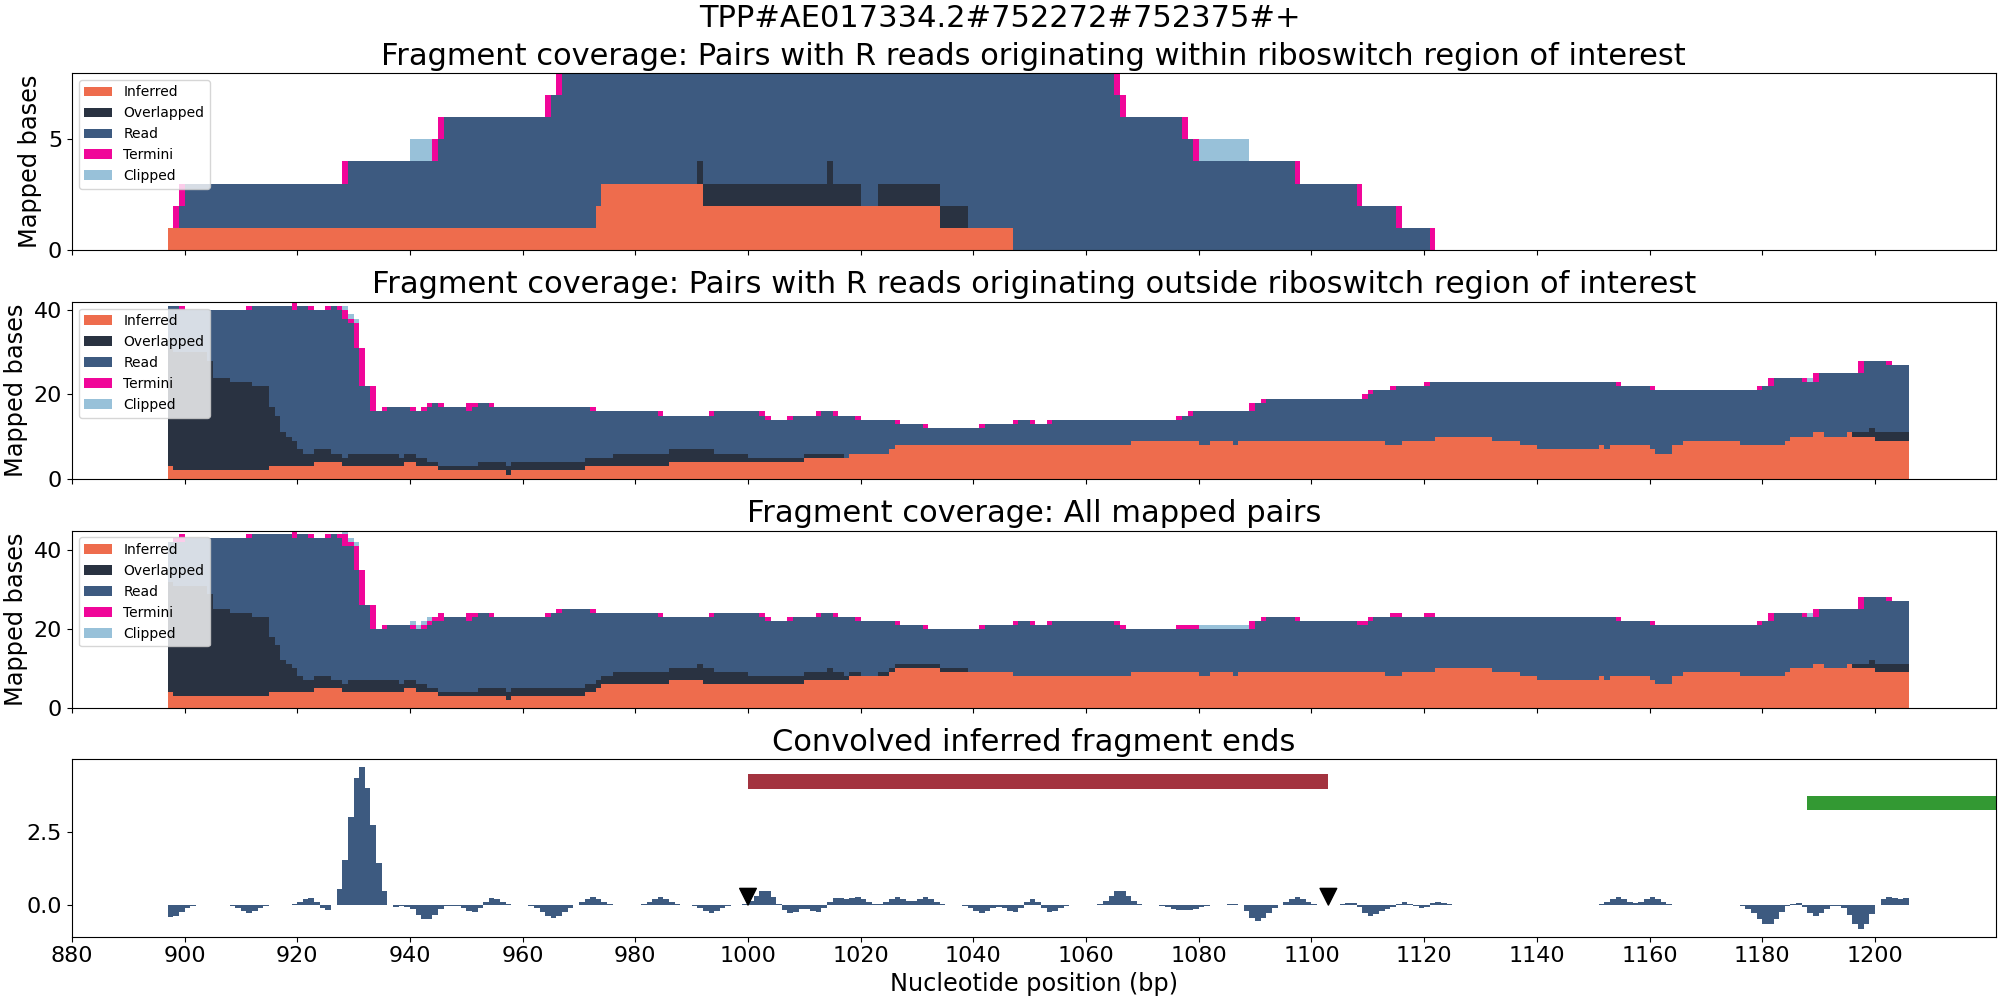 TPP#AE017334.2#752272#752375#+
Fragment coverage: Pairs with R reads originating within riboswitch region of interest
Mapped bases
5
0
Inferred
Overlapped
Read
Termini
Clipped
Fragment coverage: Pairs with R reads originating outside riboswitch region of interest
Mapped bases
40
20
0
Inferred
Overlapped
Read
Termini
Clipped
Fragment coverage: All mapped pairs
Mapped bases
40
20
0
Inferred
Overlapped
Read
Termini
Clipped
Convolved inferred fragment ends
2.5
0.0
880 900 920 940 960 980 1000 1020 1040 1060 1080 1100 1120 1140 1160 1180 1200
Nucleotide position (bp)